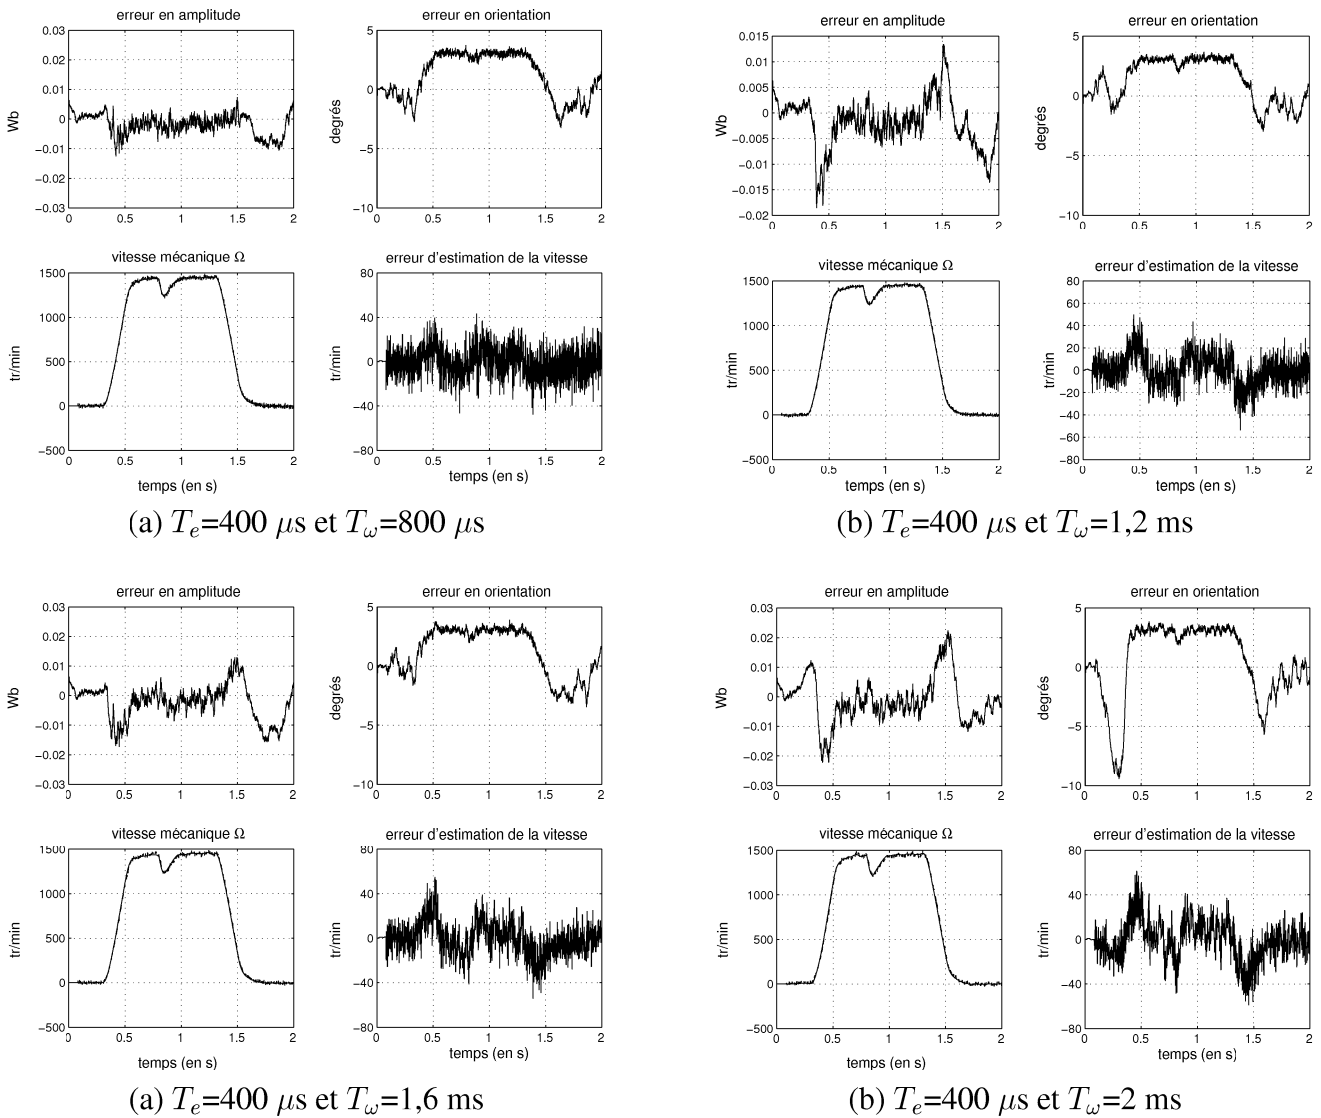 erreur en amplitude
0.03
0.02
0.01
0
−0.01
−0.02
−0.03
Wb
0 0.5 1 1.5 2
erreur en orientation
5
0
−5
−10
degrés
0 0.5 1 1.5 2
vitesse mécanique Ω
1500
1000
500
0
−500
tr/min
0 0.5 1 1.5 2
temps (en s)
erreur d'estimation de la vitesse
80
40
0
−40
−80
tr/min
0 0.5 1 1.5 2
temps (en s)
(a) Te=400 μs et Tω=800 μs
erreur en amplitude
0.015
0.01
0.005
0
−0.005
−0.01
−0.015
−0.02
Wb
0 0.5 1 1.5 2
erreur en orientation
5
0
−5
−10
degrés
0 0.5 1 1.5 2
vitesse mécanique Ω
1500
1000
500
0
−500
tr/min
0 0.5 1 1.5 2
temps (en s)
erreur d'estimation de la vitesse
80
60
40
20
0
−20
−40
−60
−80
tr/min
0 0.5 1 1.5 2
temps (en s)
(b) Te=400 μs et Tω=1,2 ms
erreur en amplitude
0.03
0.02
0.01
0
−0.01
−0.02
−0.03
Wb
0 0.5 1 1.5 2
erreur en orientation
5
0
−5
−10
degrés
0 0.5 1 1.5 2
vitesse mécanique Ω
1500
1000
500
0
−500
tr/min
0 0.5 1 1.5 2
temps (en s)
erreur d'estimation de la vitesse
80
40
0
−40
−80
tr/min
0 0.5 1 1.5 2
temps (en s)
(a) Te=400 μs et Tω=1,6 ms
erreur en amplitude
0.03
0.02
0.01
0
−0.01
−0.02
−0.03
Wb
0 0.5 1 1.5 2
erreur en orientation
5
0
−5
−10
degrés
0 0.5 1 1.5 2
vitesse mécanique Ω
1500
1000
500
0
−500
tr/min
0 0.5 1 1.5 2
temps (en s)
erreur d'estimation de la vitesse
80
40
0
−40
−80
tr/min
0 0.5 1 1.5 2
temps (en s)
(b) Te=400 μs et Tω=2 ms